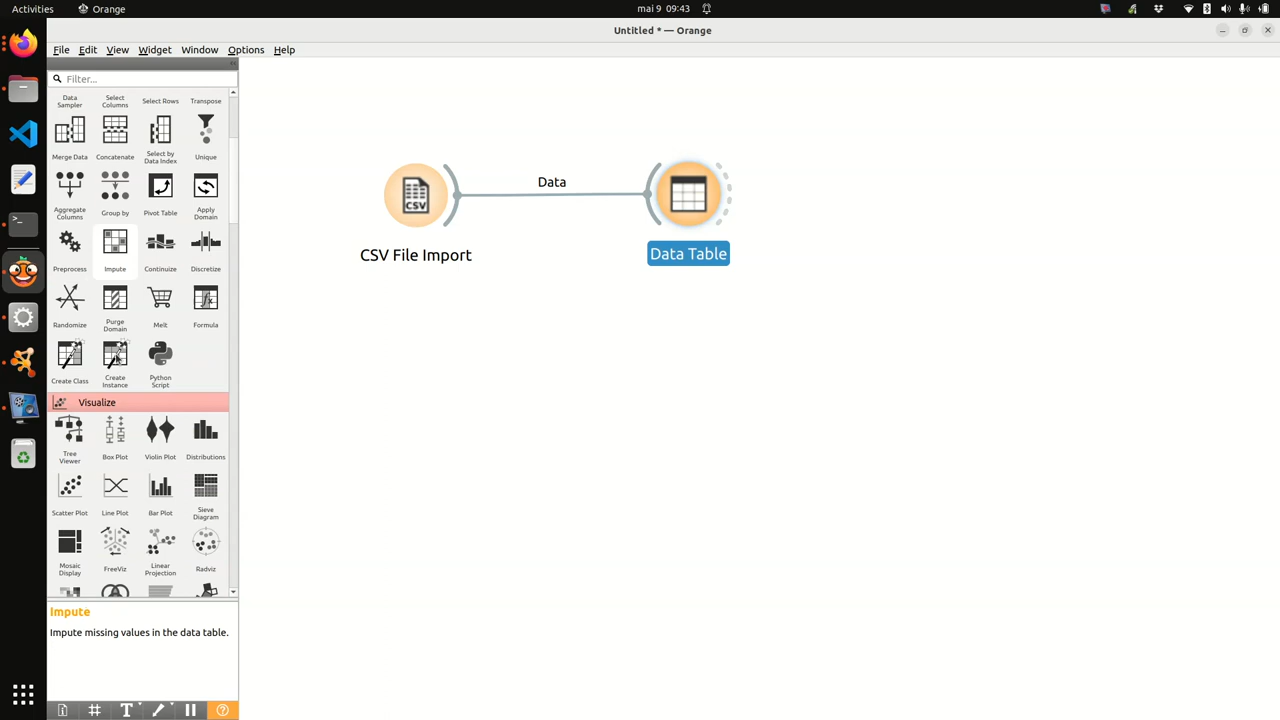 Activities Orange mai 9 09:43
Untitled * — Orange
File Edit View Widget Window Options Help
Filter...
Data Sampler Select Columns Select Rows Transpose
Merge Data Concatenate Select by Data Index Unique
Aggregate Columns Group by Pivot Table Apply Domain
Preprocess Impute Continuize Discretize
Randomize Purge Domain Melt Formula
Create Class Create Instance Python Script
Visualize
Tree Viewer Box Plot Violin Plot Distributions
Scatter Plot Line Plot Bar Plot Sieve Diagram
Mosaic Display FreeViz Linear Projection Radviz
Impute
Impute missing values in the data table.
CSV
Data
CSV File Import
Data Table